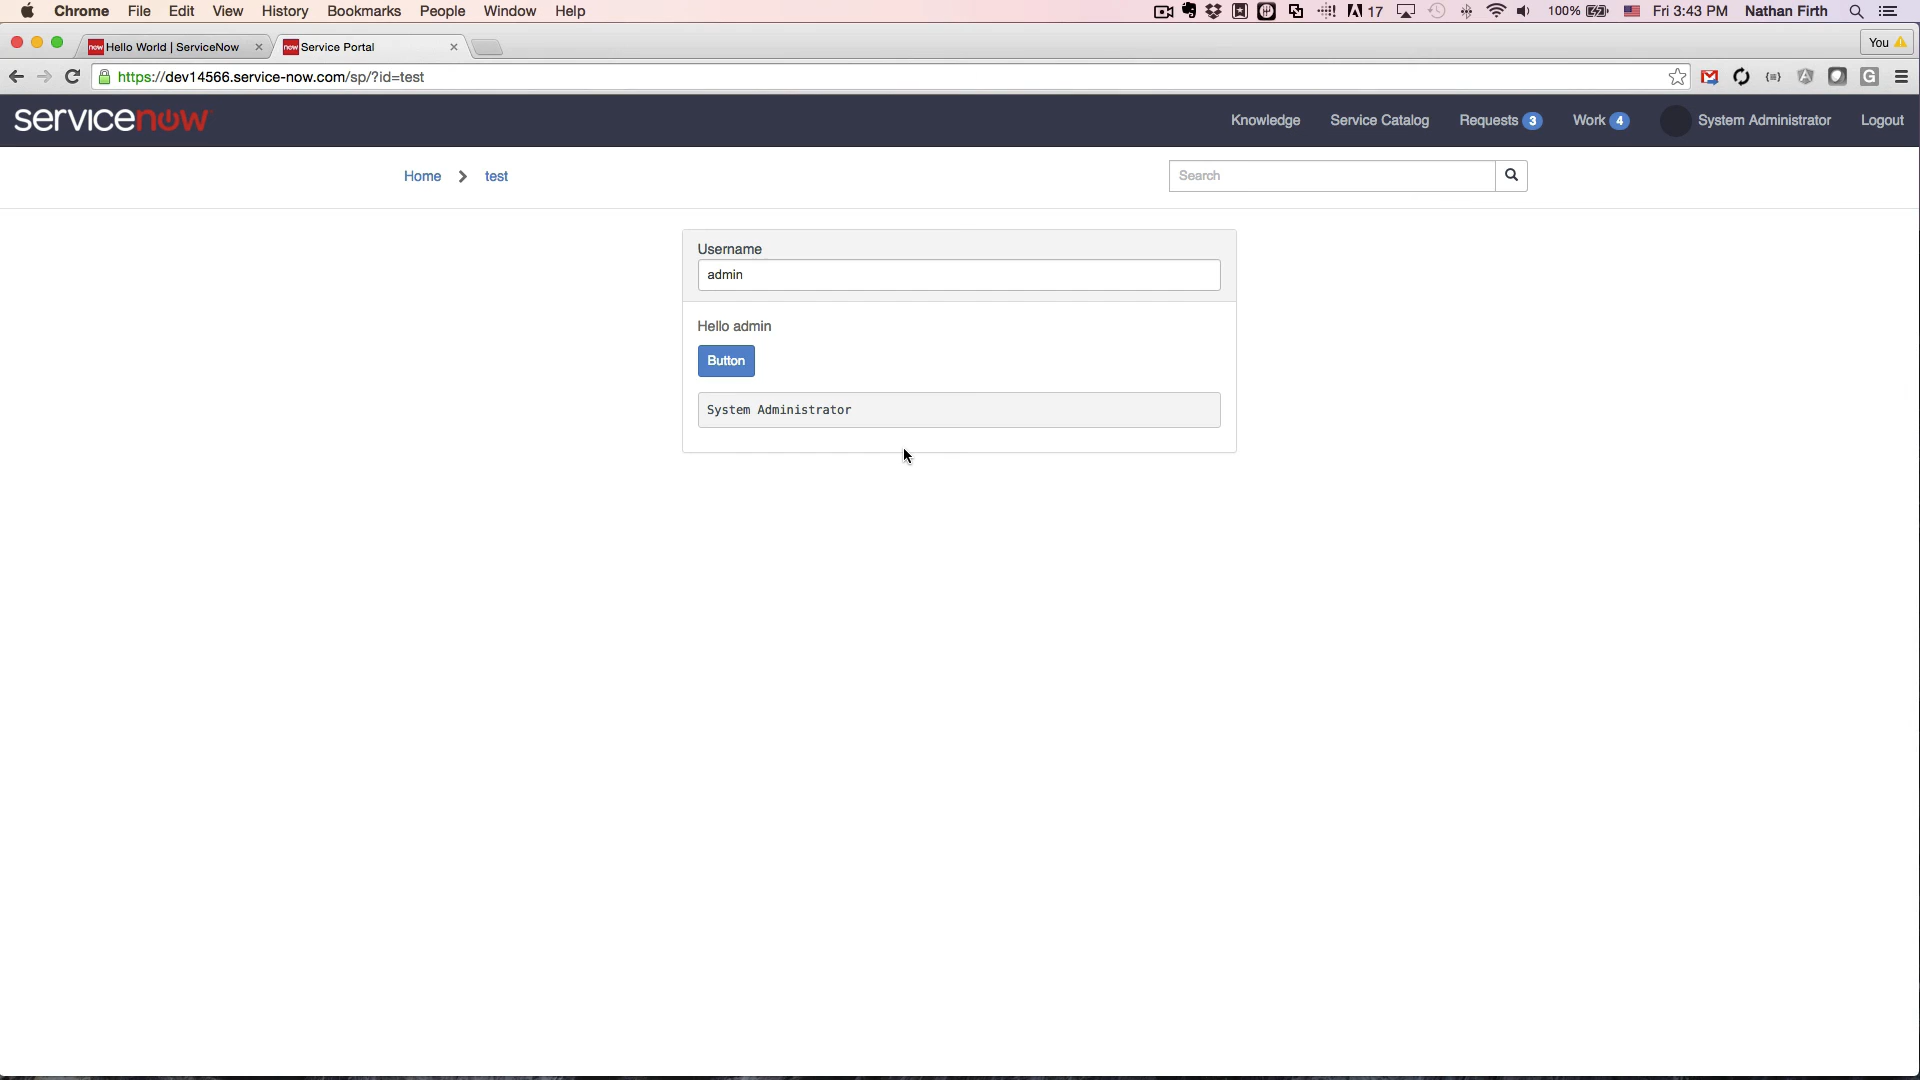 Chrome File Edit View History Bookmarks People Window Help 17 100% Fri 3:43 PM Nathan Firth
now Hello World | ServiceNow now Service Portal You
https://dev14566.service-now.com/sp/?id=test G
servicenow Knowledge Service Catalog Requests 3 Work 4 System Administrator Logout
Home test Search
Username
admin
Hello admin
Button
System Administrator